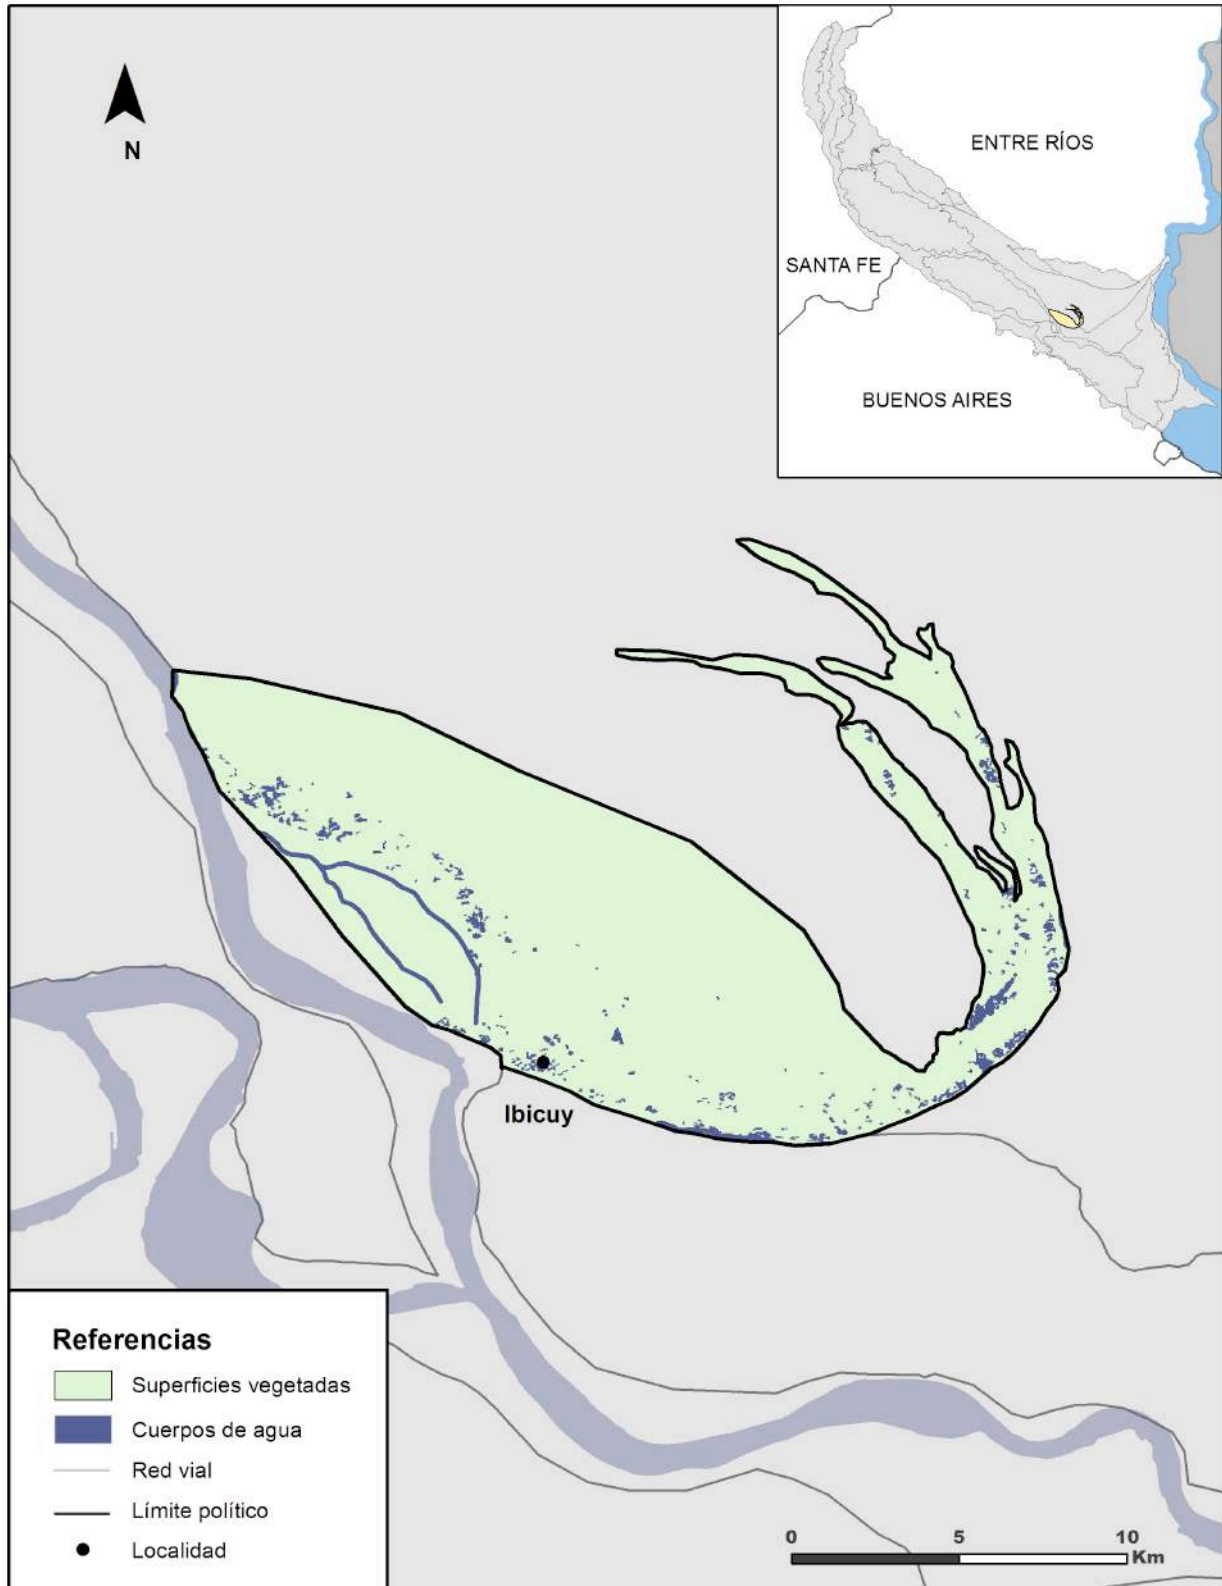 N
ENTRE RÍOS
SANTA FE
BUENOS AIRES
Ibicuy
Referencias
Superficies vegetadas
Cuerpos de agua
Red vial
Límite político
Localidad
0 5 10
Km